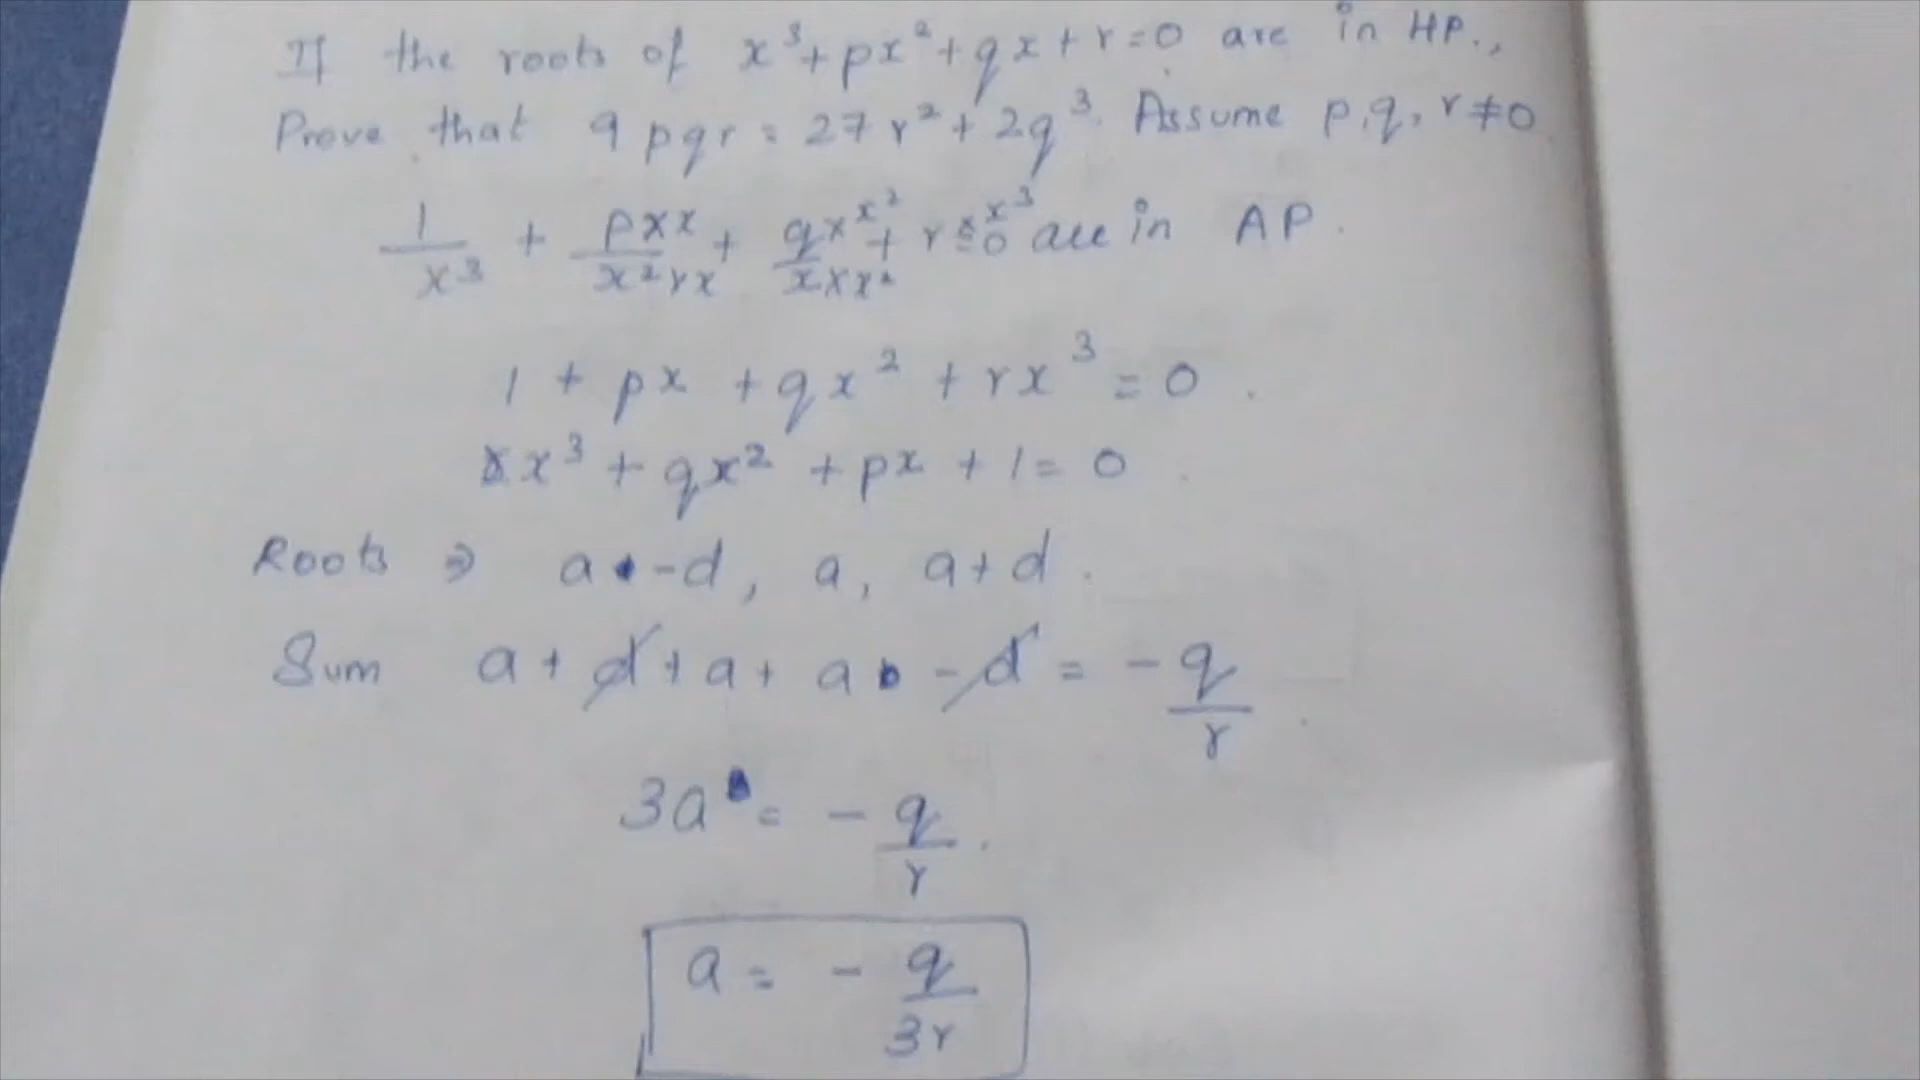 If the roots of x³+px²+qx+r=0 are in HP.,
Prove that 9pqr = 27r²+2q³. Assume p,q,r≠0
1/x³ + p×x/x²×x + q×x²/x×x² + r×x³=0 are in AP.
1 + px + qx² + rx³ = 0.
rx³ + qx² + px + 1 = 0.
Roots ⇒ a-d, a, a+d.
Sum a+d+a+a-d = -q/r
3a = -q/r.
a = -q/3r